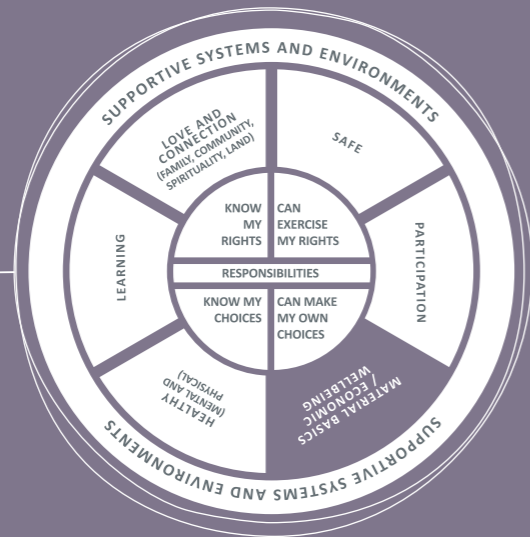 SUPPORTIVE SYSTEMS AND ENVIRONMENTS
LOVE AND
CONNECTION
(FAMILY, COMMUNITY,
SPIRITUALITY, LAND)
SAFE
LEARNING
PARTICIPATION
KNOW
MY
RIGHTS
CAN
EXERCISE
MY RIGHTS
RESPONSIBILITIES
KNOW MY
CHOICES
CAN MAKE
MY OWN
CHOICES
HEALTHY
(MENTAL AND
PHYSICAL)
MATERIAL BASICS
/ ECONOMIC
WELLBEING
SUPPORTIVE SYSTEMS AND ENVIRONMENTS